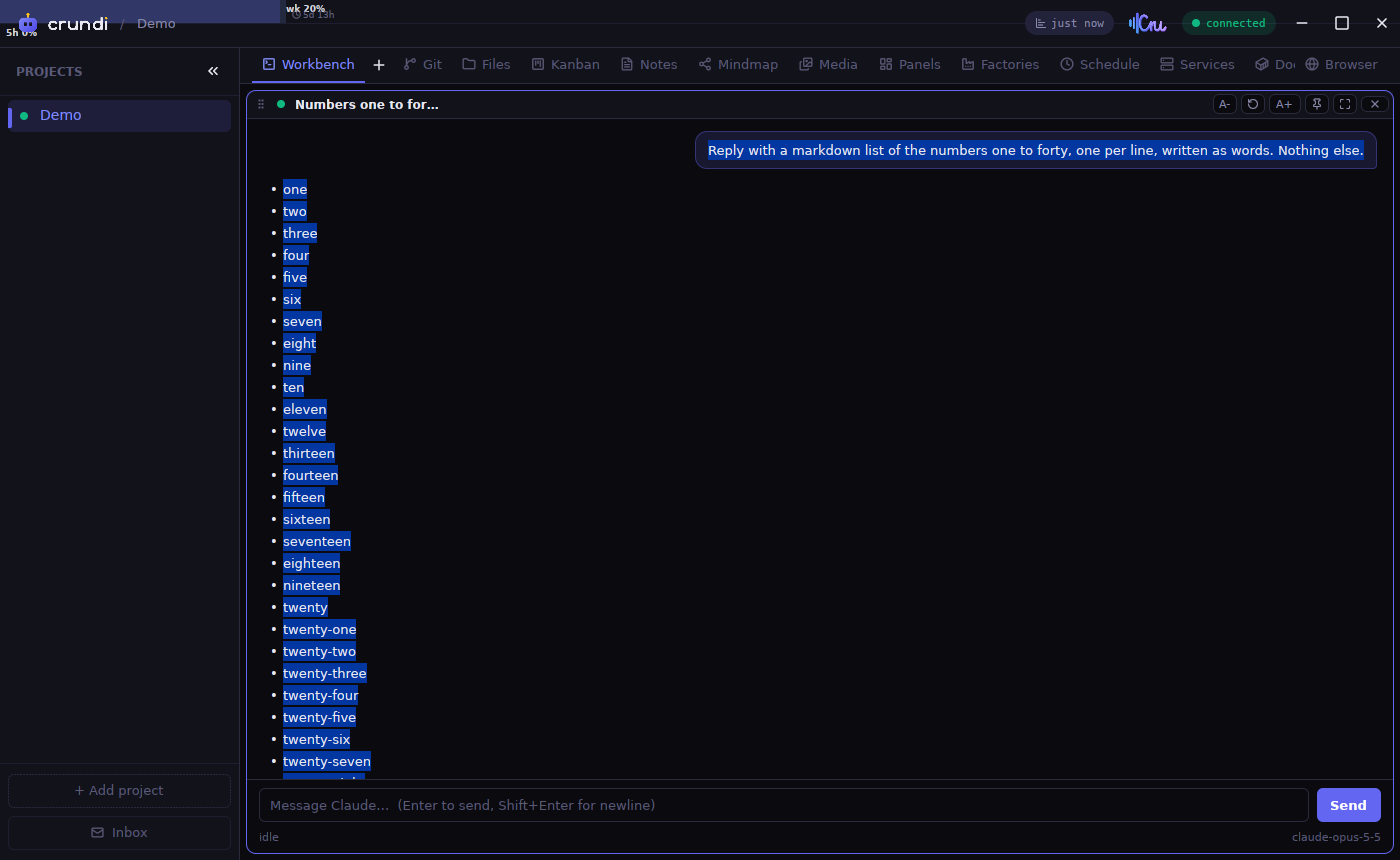 wk 20%
5d 13h
5h 0%
crundi / Demo
just now
Cru
connected
PROJECTS
Workbench
Git
Files
Kanban
Notes
Mindmap
Media
Panels
Factories
Schedule
Services
Doc
Browser
Demo
Numbers one to for…
A-
A+
Reply with a markdown list of the numbers one to forty, one per line, written as words. Nothing else.
• one
• two
• three
• four
• five
• six
• seven
• eight
• nine
• ten
• eleven
• twelve
• thirteen
• fourteen
• fifteen
• sixteen
• seventeen
• eighteen
• nineteen
• twenty
• twenty-one
• twenty-two
• twenty-three
• twenty-four
• twenty-five
• twenty-six
• twenty-seven
+ Add project
Message Claude… (Enter to send, Shift+Enter for newline)
Send
Inbox
idle
claude-opus-5-5